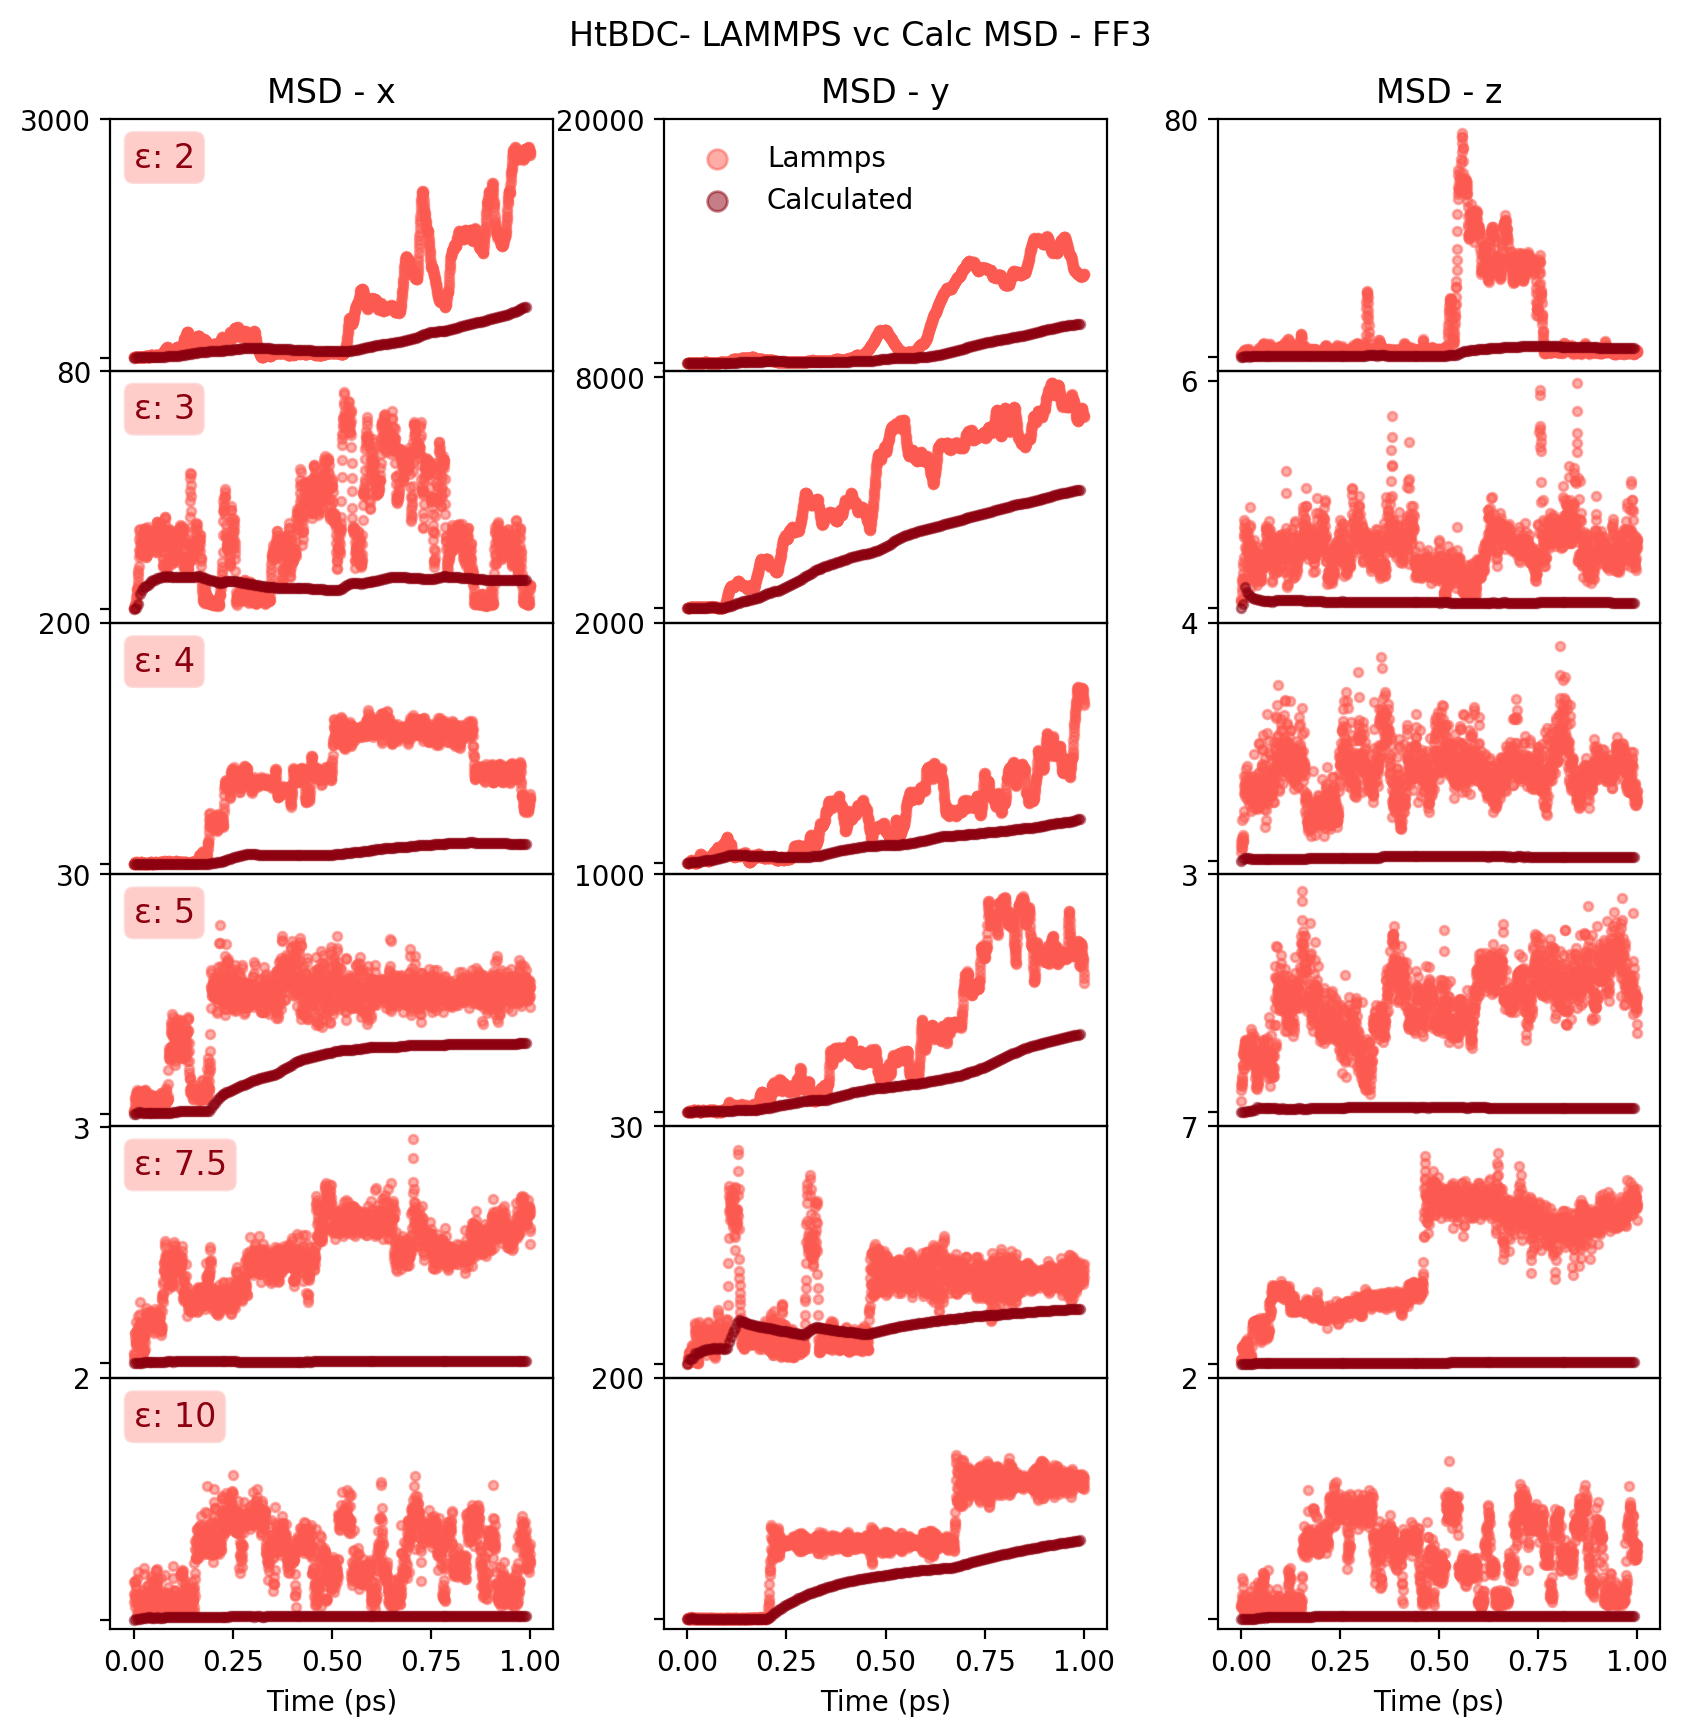 HtBDC- LAMMPS vc Calc MSD - FF3
MSD - x
MSD - y
MSD - z
3000
20000
80
ε: 2
Lammps
Calculated
80
8000
6
ε: 3
200
2000
4
ε: 4
30
1000
3
ε: 5
3
30
7
ε: 7.5
2
200
2
ε: 10
0.00 0.25 0.50 0.75 1.00
0.00 0.25 0.50 0.75 1.00
0.00 0.25 0.50 0.75 1.00
Time (ps)
Time (ps)
Time (ps)